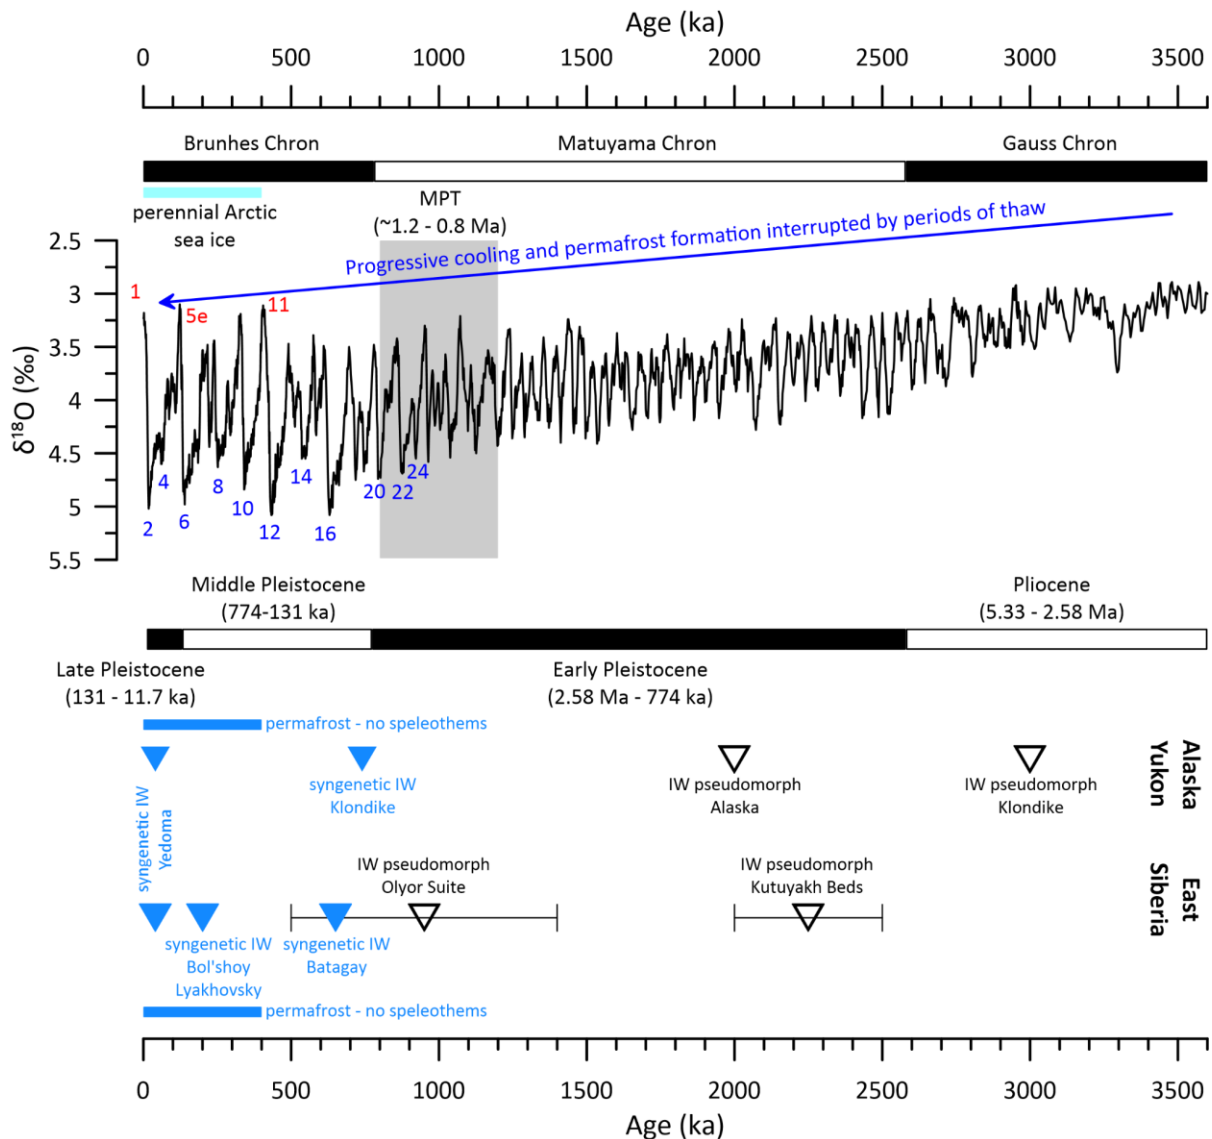 Age (ka)
0 500 1000 1500 2000 2500 3000 3500
Brunhes Chron Matuyama Chron Gauss Chron
perennial Arctic
sea ice
MPT
(~1.2 - 0.8 Ma)
Progressive cooling and permafrost formation interrupted by periods of thaw
δ¹⁸O (‰)
2.5
3
3.5
4
4.5
5
5.5
1
5e
11
2
4
6
8
10
12
14
16
20
22
24
Middle Pleistocene
(774-131 ka)
Pliocene
(5.33 - 2.58 Ma)
Late Pleistocene
(131 - 11.7 ka)
Early Pleistocene
(2.58 Ma - 774 ka)
permafrost - no speleothems
syngenetic IW
Klondike
IW pseudomorph
Alaska
IW pseudomorph
Klondike
Alaska
Yukon
syngenetic IW
Yedoma
IW pseudomorph
Olyor Suite
IW pseudomorph
Kutuyakh Beds
East
Siberia
syngenetic IW
Bol'shoy
Lyakhovsky
syngenetic IW
Batagay
permafrost - no speleothems
0 500 1000 1500 2000 2500 3000 3500
Age (ka)